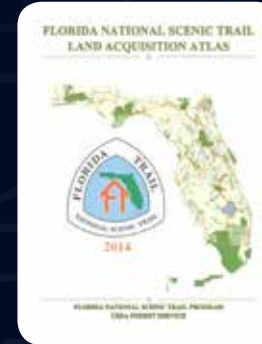 FLORIDA NATIONAL SCENIC TRAIL
LAND ACQUISITION ATLAS
FLORIDA TRAIL
FT
NATIONAL SCENIC TRAIL
2014
FLORIDA NATIONAL SCENIC TRAIL PROGRAM
USDA FOREST SERVICE